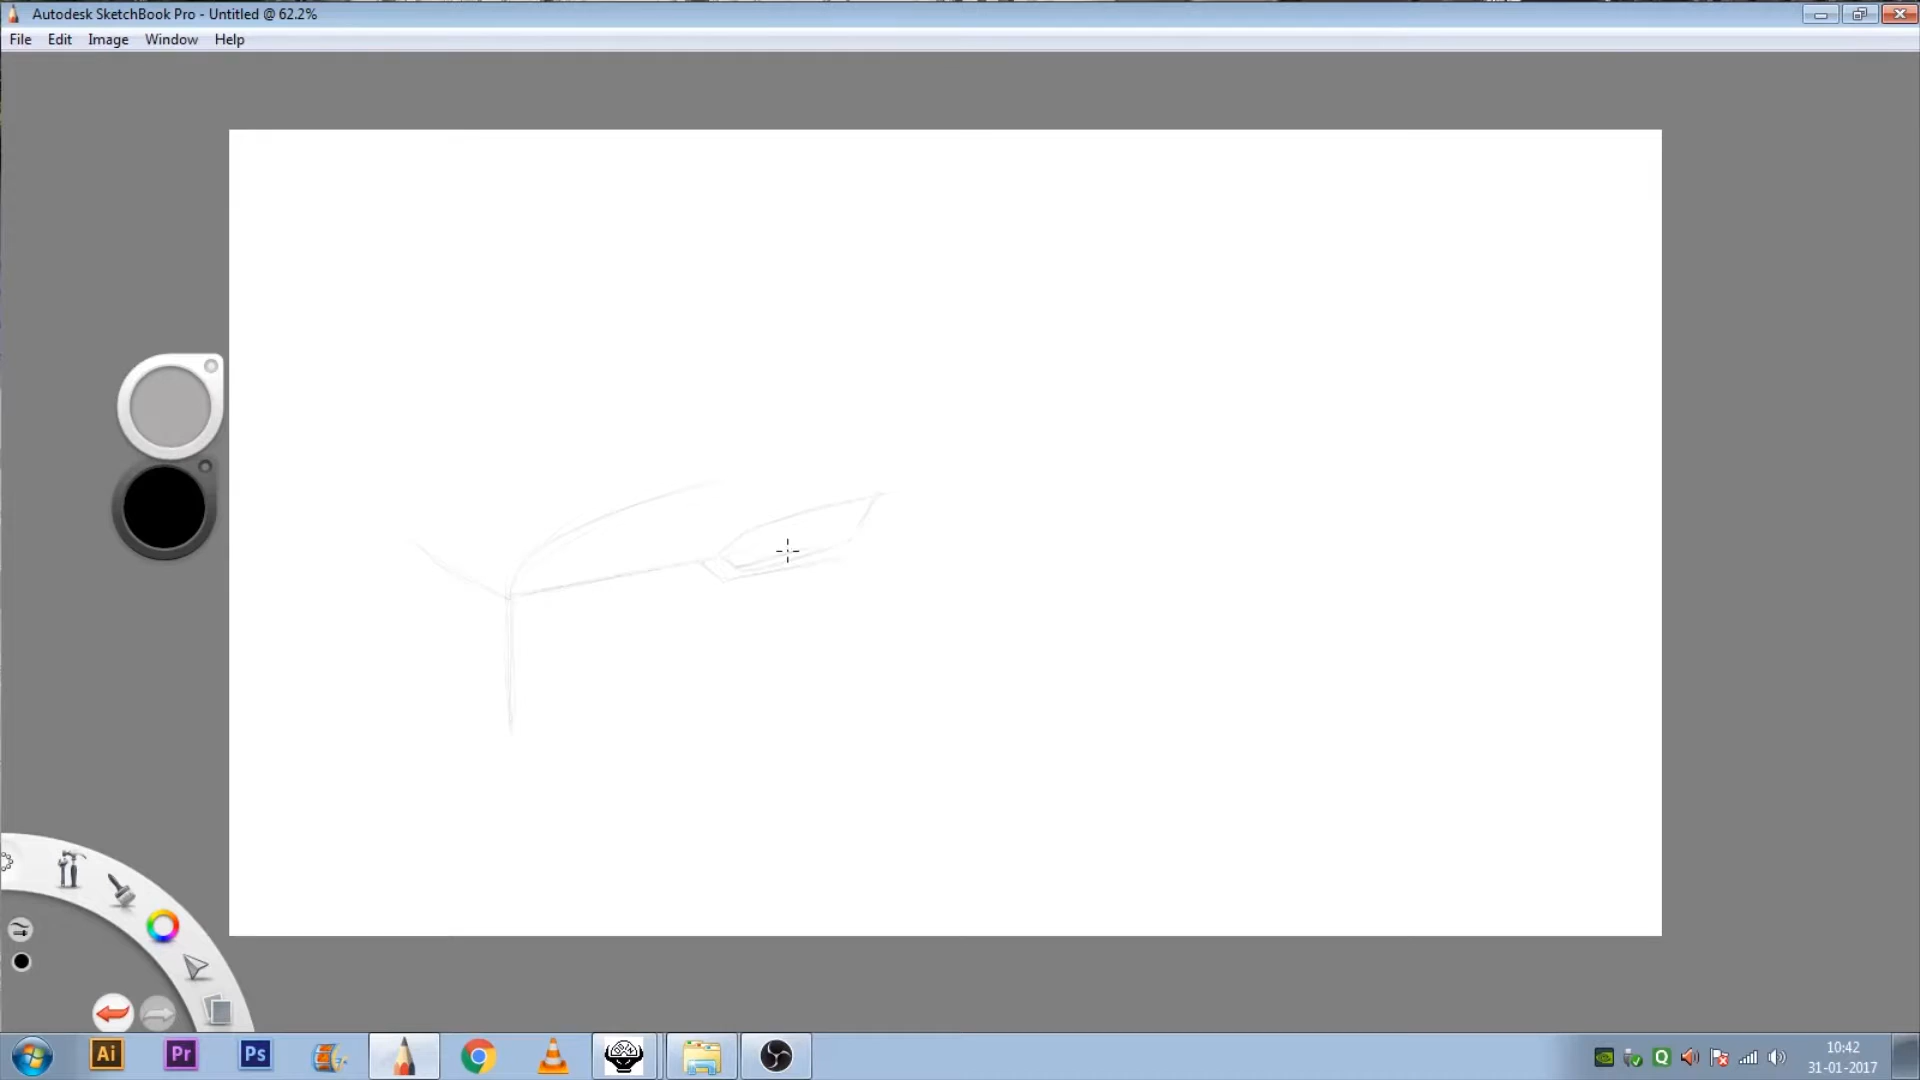 Autodesk SketchBook Pro - Untitled @ 62.2%
File Edit Image Window Help
Ai Pr Ps
Q
10:42
31-01-2017